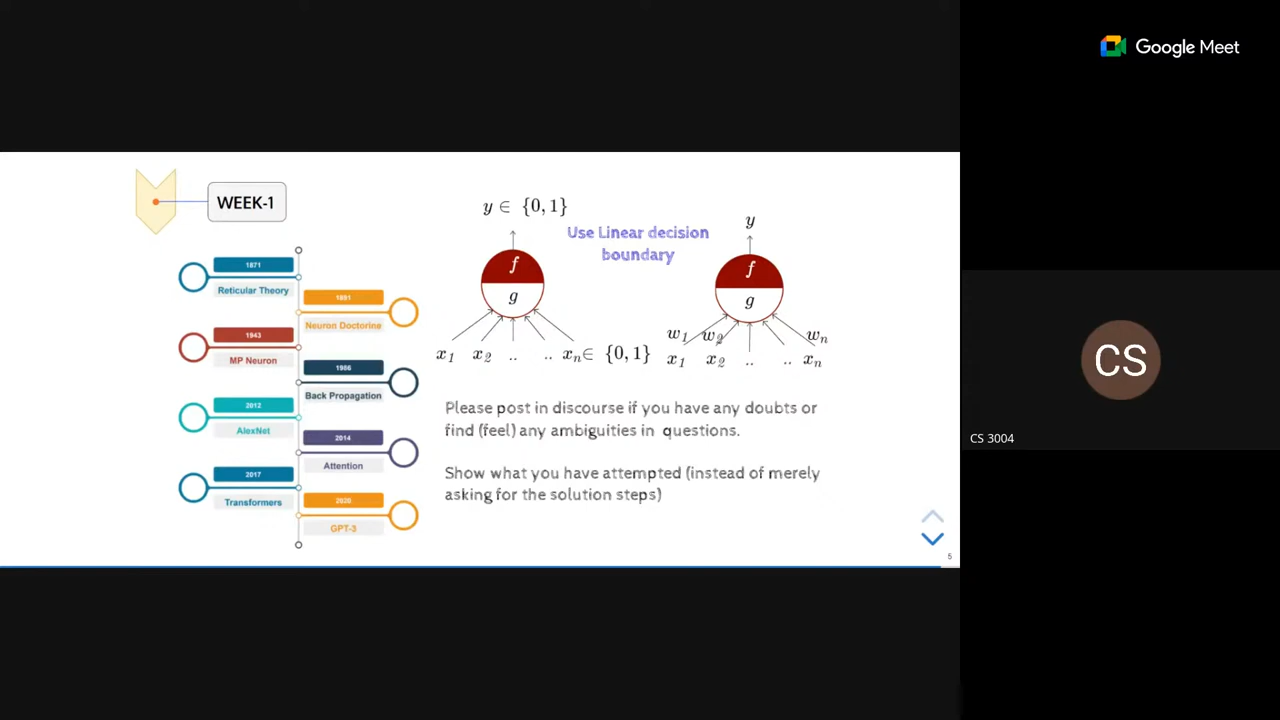 Google Meet
WEEK-1
1871
Reticular Theory
1891
Neuron Doctorine
1943
MP Neuron
1986
Back Propagation
2012
AlexNet
2014
Attention
2017
Transformers
2020
GPT-3
y ∈ {0, 1}
f
g
x1 x2 .. .. xn ∈ {0, 1}
Use Linear decision
boundary
y
f
g
w1 w2 wn
x1 x2 .. .. xn
Please post in discourse if you have any doubts or
find (feel) any ambiguities in questions.
Show what you have attempted (instead of merely
asking for the solution steps)
5
CS
CS 3004